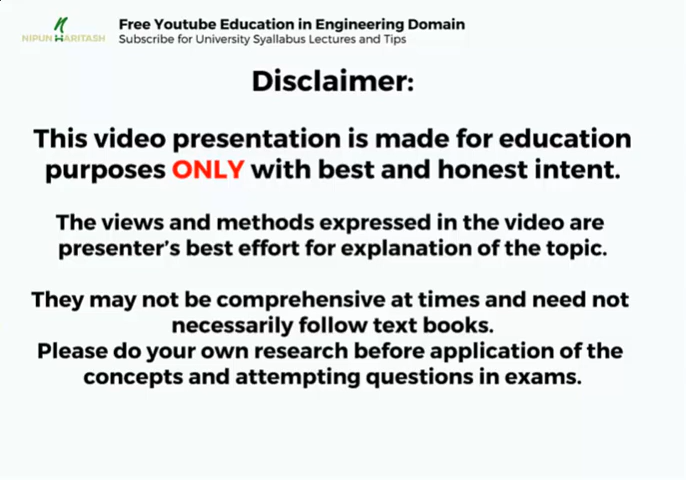 NIPUN HARITASH
Free Youtube Education in Engineering Domain
Subscribe for University Syallabus Lectures and Tips
Disclaimer:
This video presentation is made for education
purposes ONLY with best and honest intent.
The views and methods expressed in the video are
presenter's best effort for explanation of the topic.
They may not be comprehensive at times and need not
necessarily follow text books.
Please do your own research before application of the
concepts and attempting questions in exams.